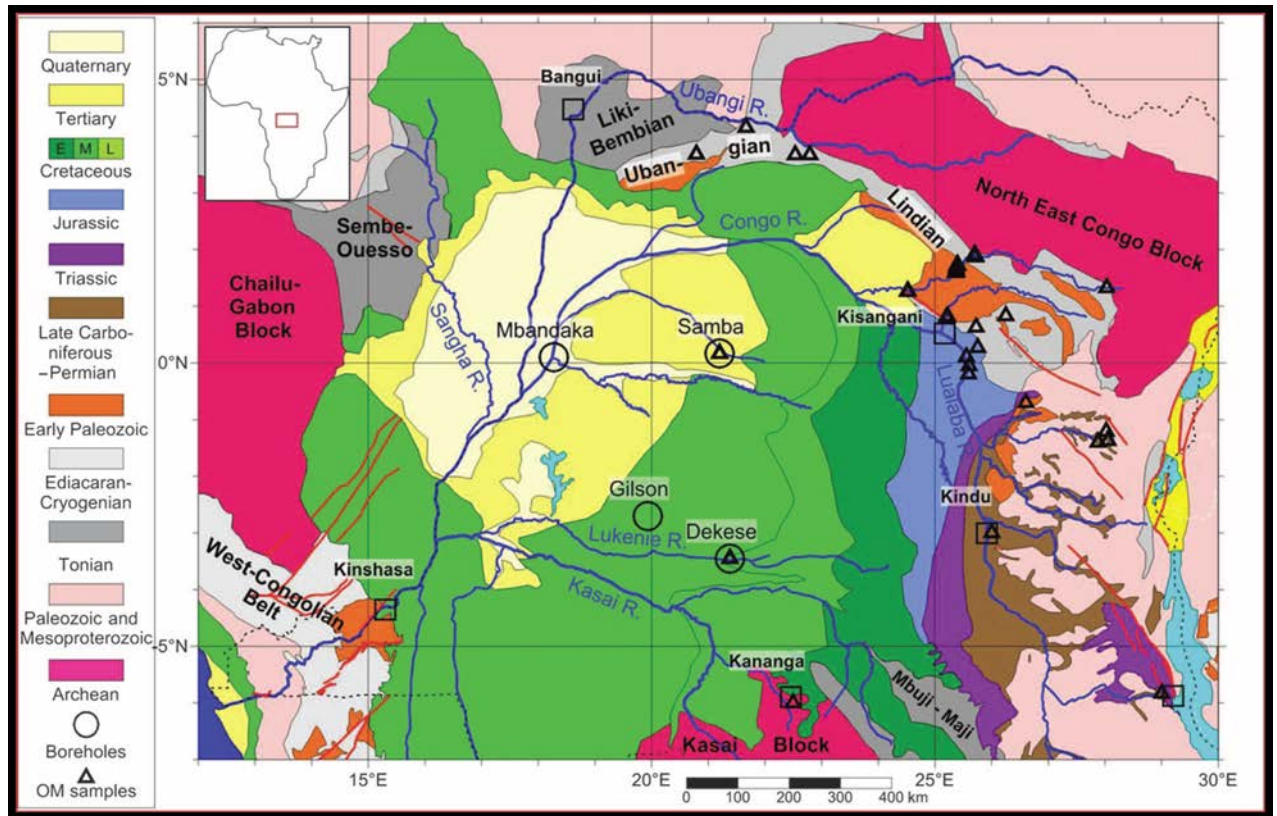 Quaternary
Tertiary
E M L
Cretaceous
Jurassic
Triassic
Late Carbo-
niferous
–Permian
Early Paleozoic
Ediacaran-
Cryogenian
Tonian
Paleozoic and
Mesoproterozoic
Archean
Boreholes
OM samples
5°N
0°N
-5°N
15°E
20°E
25°E
30°E
Bangui
Ubangi R.
Liki-
Bembian
Uban-
gian
North East Congo
Block
Lindian
Congo R.
Sembe-
Ouesso
Chailu-
Gabon
Block
Sangha R.
Mbandaka
Samba
Kisangani
Lualaba R.
Gilson
Dekese
Lukenie R.
Kindu
West-Congolian
Belt
Kinshasa
Kasai R.
Kananga
Mbuji - Maji
Kasai Block
0 100 200 300 400 km